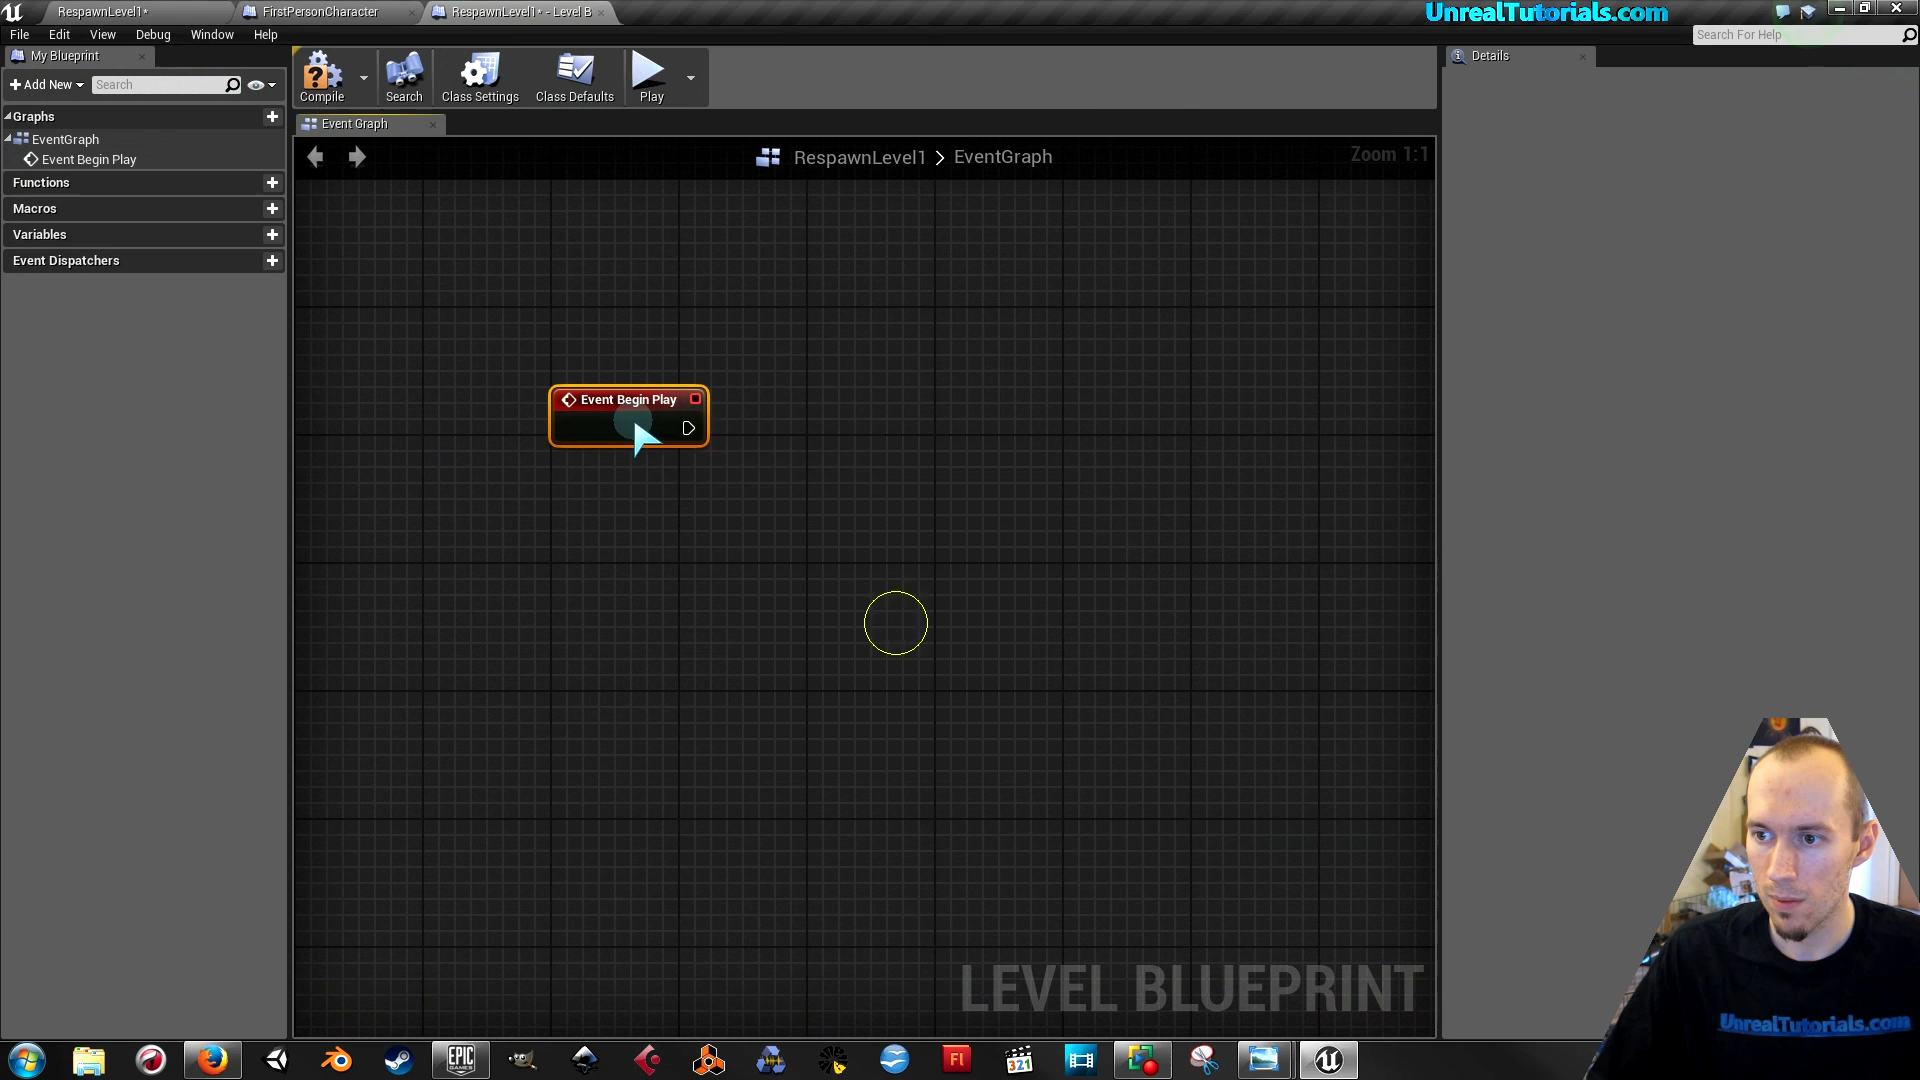 RespawnLevel1*
FirstPersonCharacter
RespawnLevel1* - Level B
UnrealTutorials.com
File Edit View Debug Window Help
Search For Help
My Blueprint
Add New
Search
Graphs
EventGraph
Event Begin Play
Functions
Macros
Variables
Event Dispatchers
Compile
Search
Class Settings
Class Defaults
Play
Event Graph
RespawnLevel1 > EventGraph
Zoom 1:1
Event Begin Play
LEVEL BLUEPRINT
Details
UnrealTutorials.com
EPIC
GAMES
Fl
321